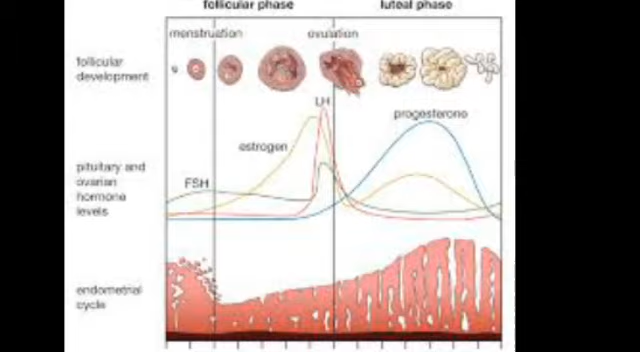 follicular phase
luteal phase
menstruation
ovulation
follicular
development
LH
progesterone
estrogen
pituitary and
ovarian
hormone
levels
FSH
endometrial
cycle